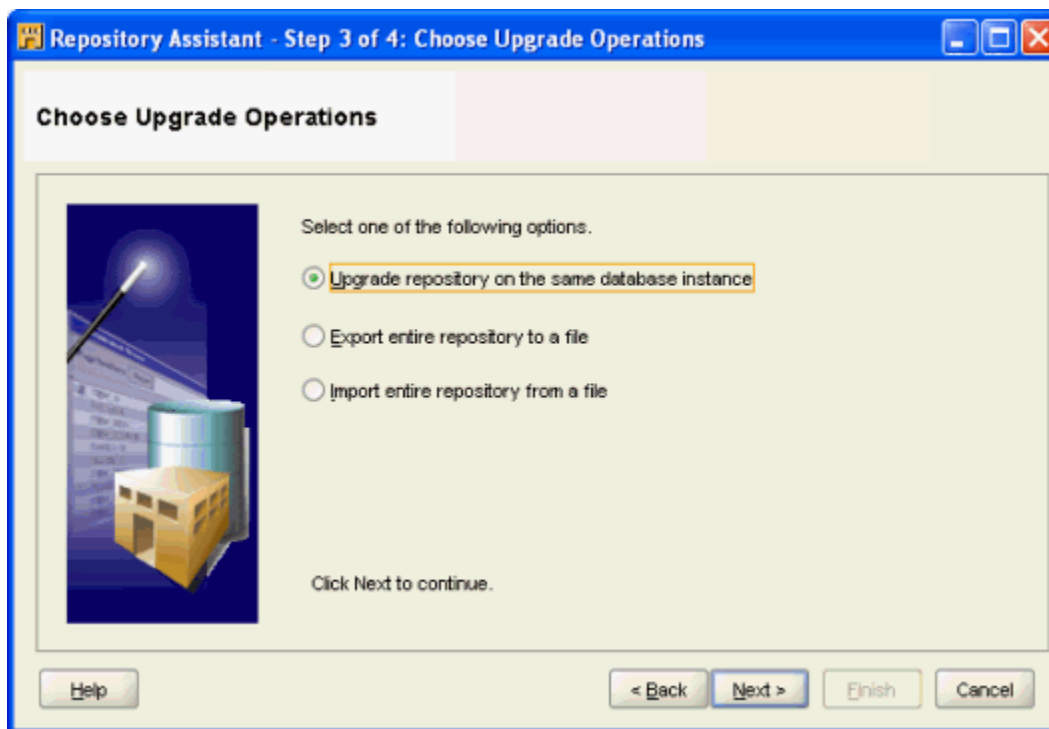 Repository Assistant - Step 3 of 4: Choose Upgrade Operations
Choose Upgrade Operations
Select one of the following options.
Upgrade repository on the same database instance
Export entire repository to a file
Import entire repository from a file
Click Next to continue.
Help
< Back
Next >
Finish
Cancel